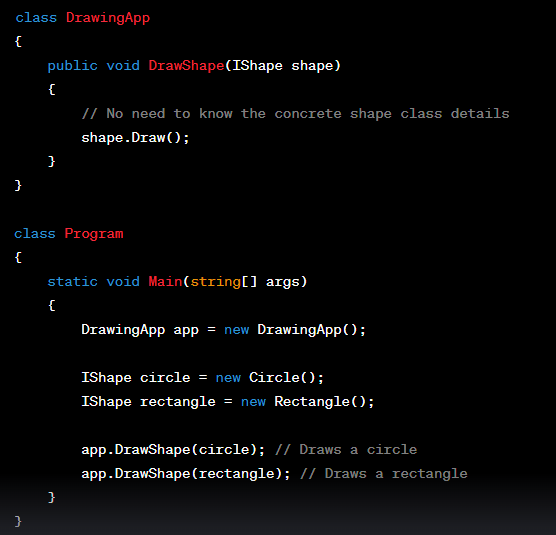 class DrawingApp
{
    public void DrawShape(IShape shape)
    {
        // No need to know the concrete shape class details
        shape.Draw();
    }
}

class Program
{
    static void Main(string[] args)
    {
        DrawingApp app = new DrawingApp();

        IShape circle = new Circle();
        IShape rectangle = new Rectangle();

        app.DrawShape(circle); // Draws a circle
        app.DrawShape(rectangle); // Draws a rectangle
    }
}